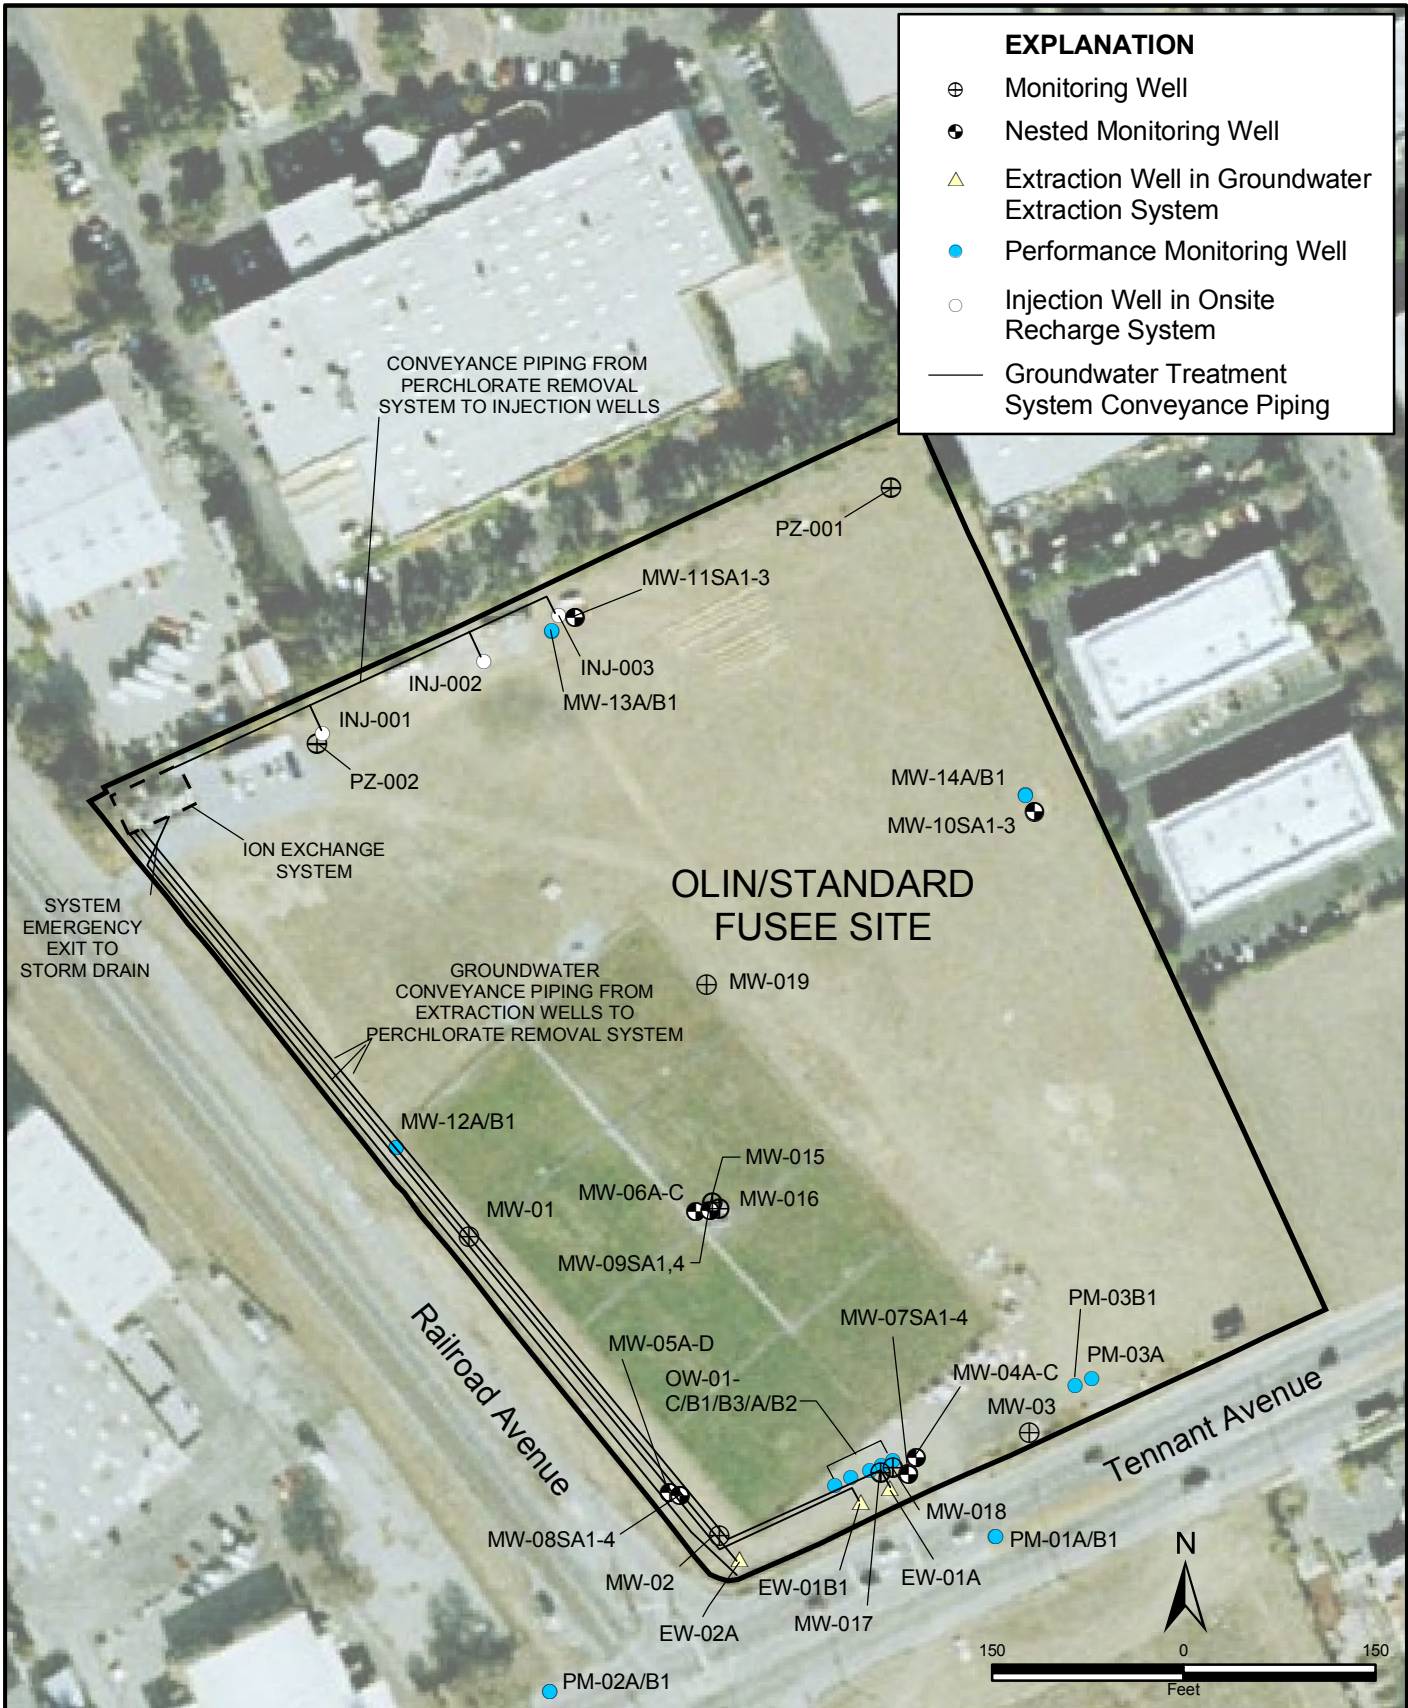 EXPLANATION
Monitoring Well
Nested Monitoring Well
Extraction Well in Groundwater
Extraction System
Performance Monitoring Well
Injection Well in Onsite
Recharge System
Groundwater Treatment
System Conveyance Piping
CONVEYANCE PIPING FROM
PERCHLORATE REMOVAL
SYSTEM TO INJECTION WELLS
PZ-001
MW-11SA1-3
INJ-003
INJ-002
MW-13A/B1
INJ-001
PZ-002
MW-14A/B1
MW-10SA1-3
ION EXCHANGE
SYSTEM
OLIN/STANDARD
FUSEE SITE
SYSTEM
EMERGENCY
EXIT TO
STORM DRAIN
GROUNDWATER
CONVEYANCE PIPING FROM
EXTRACTION WELLS TO
PERCHLORATE REMOVAL SYSTEM
MW-019
MW-12A/B1
MW-015
MW-06A-C
MW-016
MW-01
MW-09SA1,4
MW-07SA1-4
PM-03B1
PM-03A
MW-05A-D
MW-04A-C
OW-01-
C/B1/B3/A/B2
MW-03
Railroad Avenue
Tennant Avenue
MW-018
MW-08SA1-4
PM-01A/B1
MW-02
EW-01B1
EW-01A
MW-017
EW-02A
PM-02A/B1
N
150
0
150
Feet